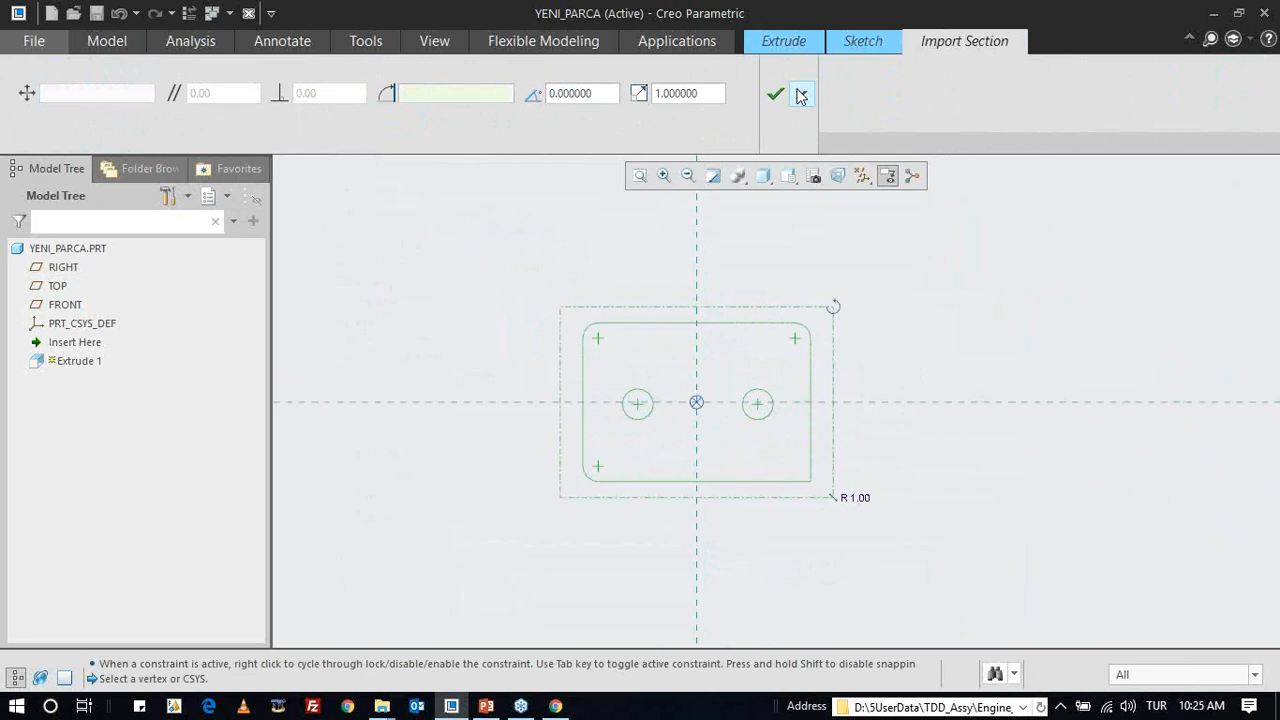 YENI_PARCA (Active) - Creo Parametric
File Model Analysis Annotate Tools View Flexible Modeling Applications Extrude Sketch Import Section
0.00 0.00 0.000000 1.000000
Model Tree Folder Brow Favorites
Model Tree
YENI_PARCA.PRT
RIGHT
TOP
FRONT
PRT_CSYS_DEF
Insert Here
Extrude 1
R 1.00
When a constraint is active, right click to cycle through lock/disable/enable the constraint. Use Tab key to toggle active constraint. Press and hold Shift to disable snappin
Select a vertex or CSYS.
All
Address D:\5UserData\TDD_Assy\Engine_ TUR 10:25 AM